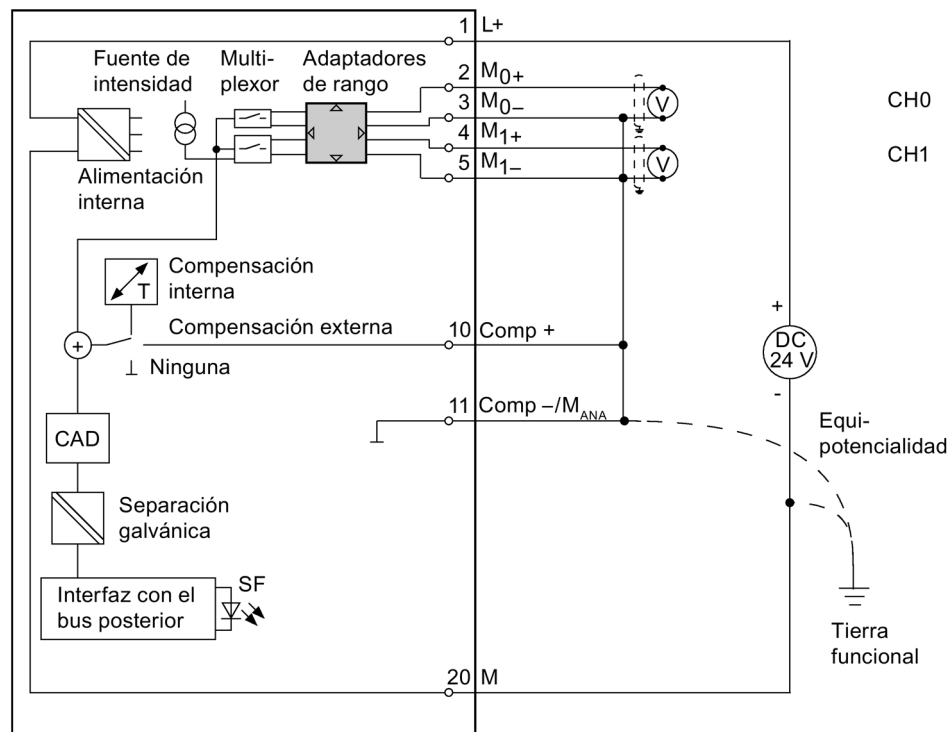 1 L+
Fuente de
intensidad
Multi-
plexor
Adaptadores
de rango
2 M0+
3 M0–
4 M1+
5 M1–
V
V
CH0
CH1
Alimentación
interna
T
Compensación
interna
Compensación externa
10 Comp +
+
⊥ Ninguna
+
DC
24 V
-
11 Comp –/MANA
Equi-
potencialidad
CAD
Separación
galvánica
Interfaz con el
bus posterior
SF
Tierra
funcional
20 M